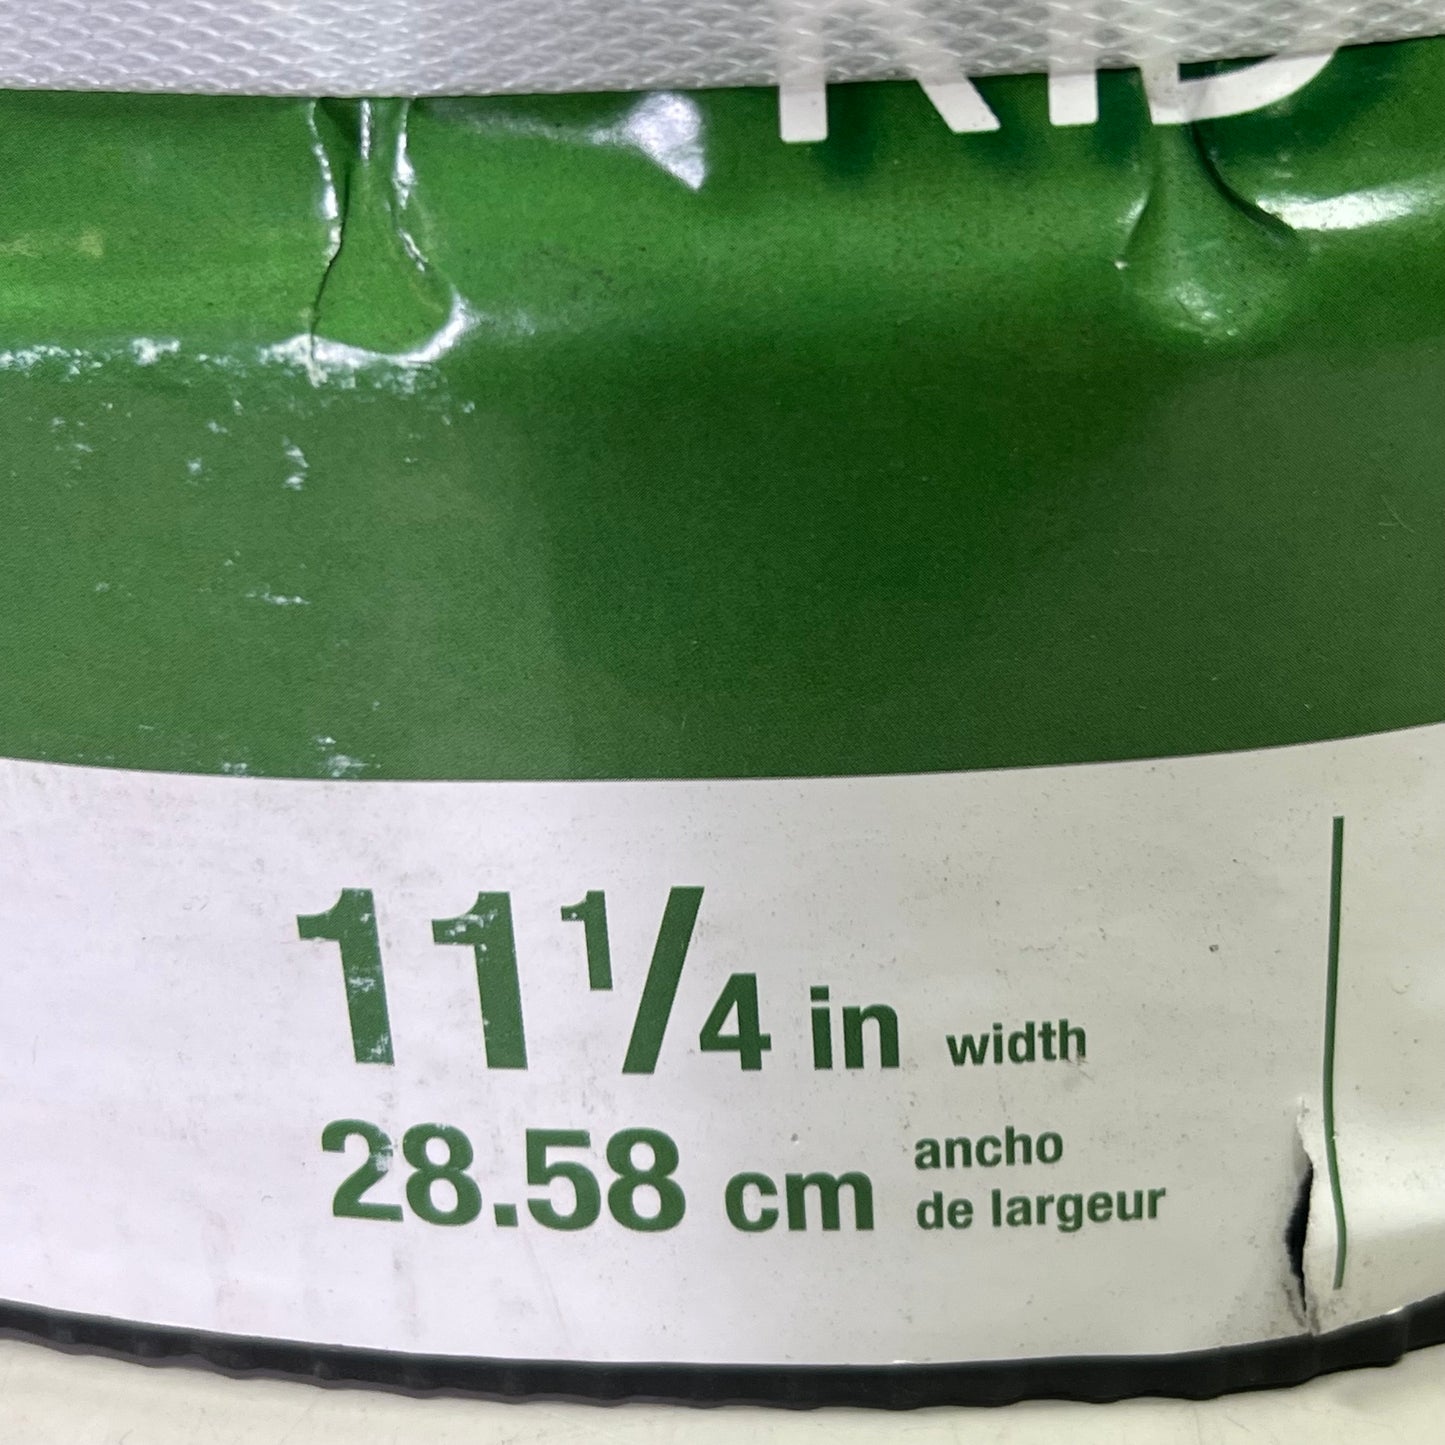 11 1/4 in width
28.58 cm ancho
de largeur